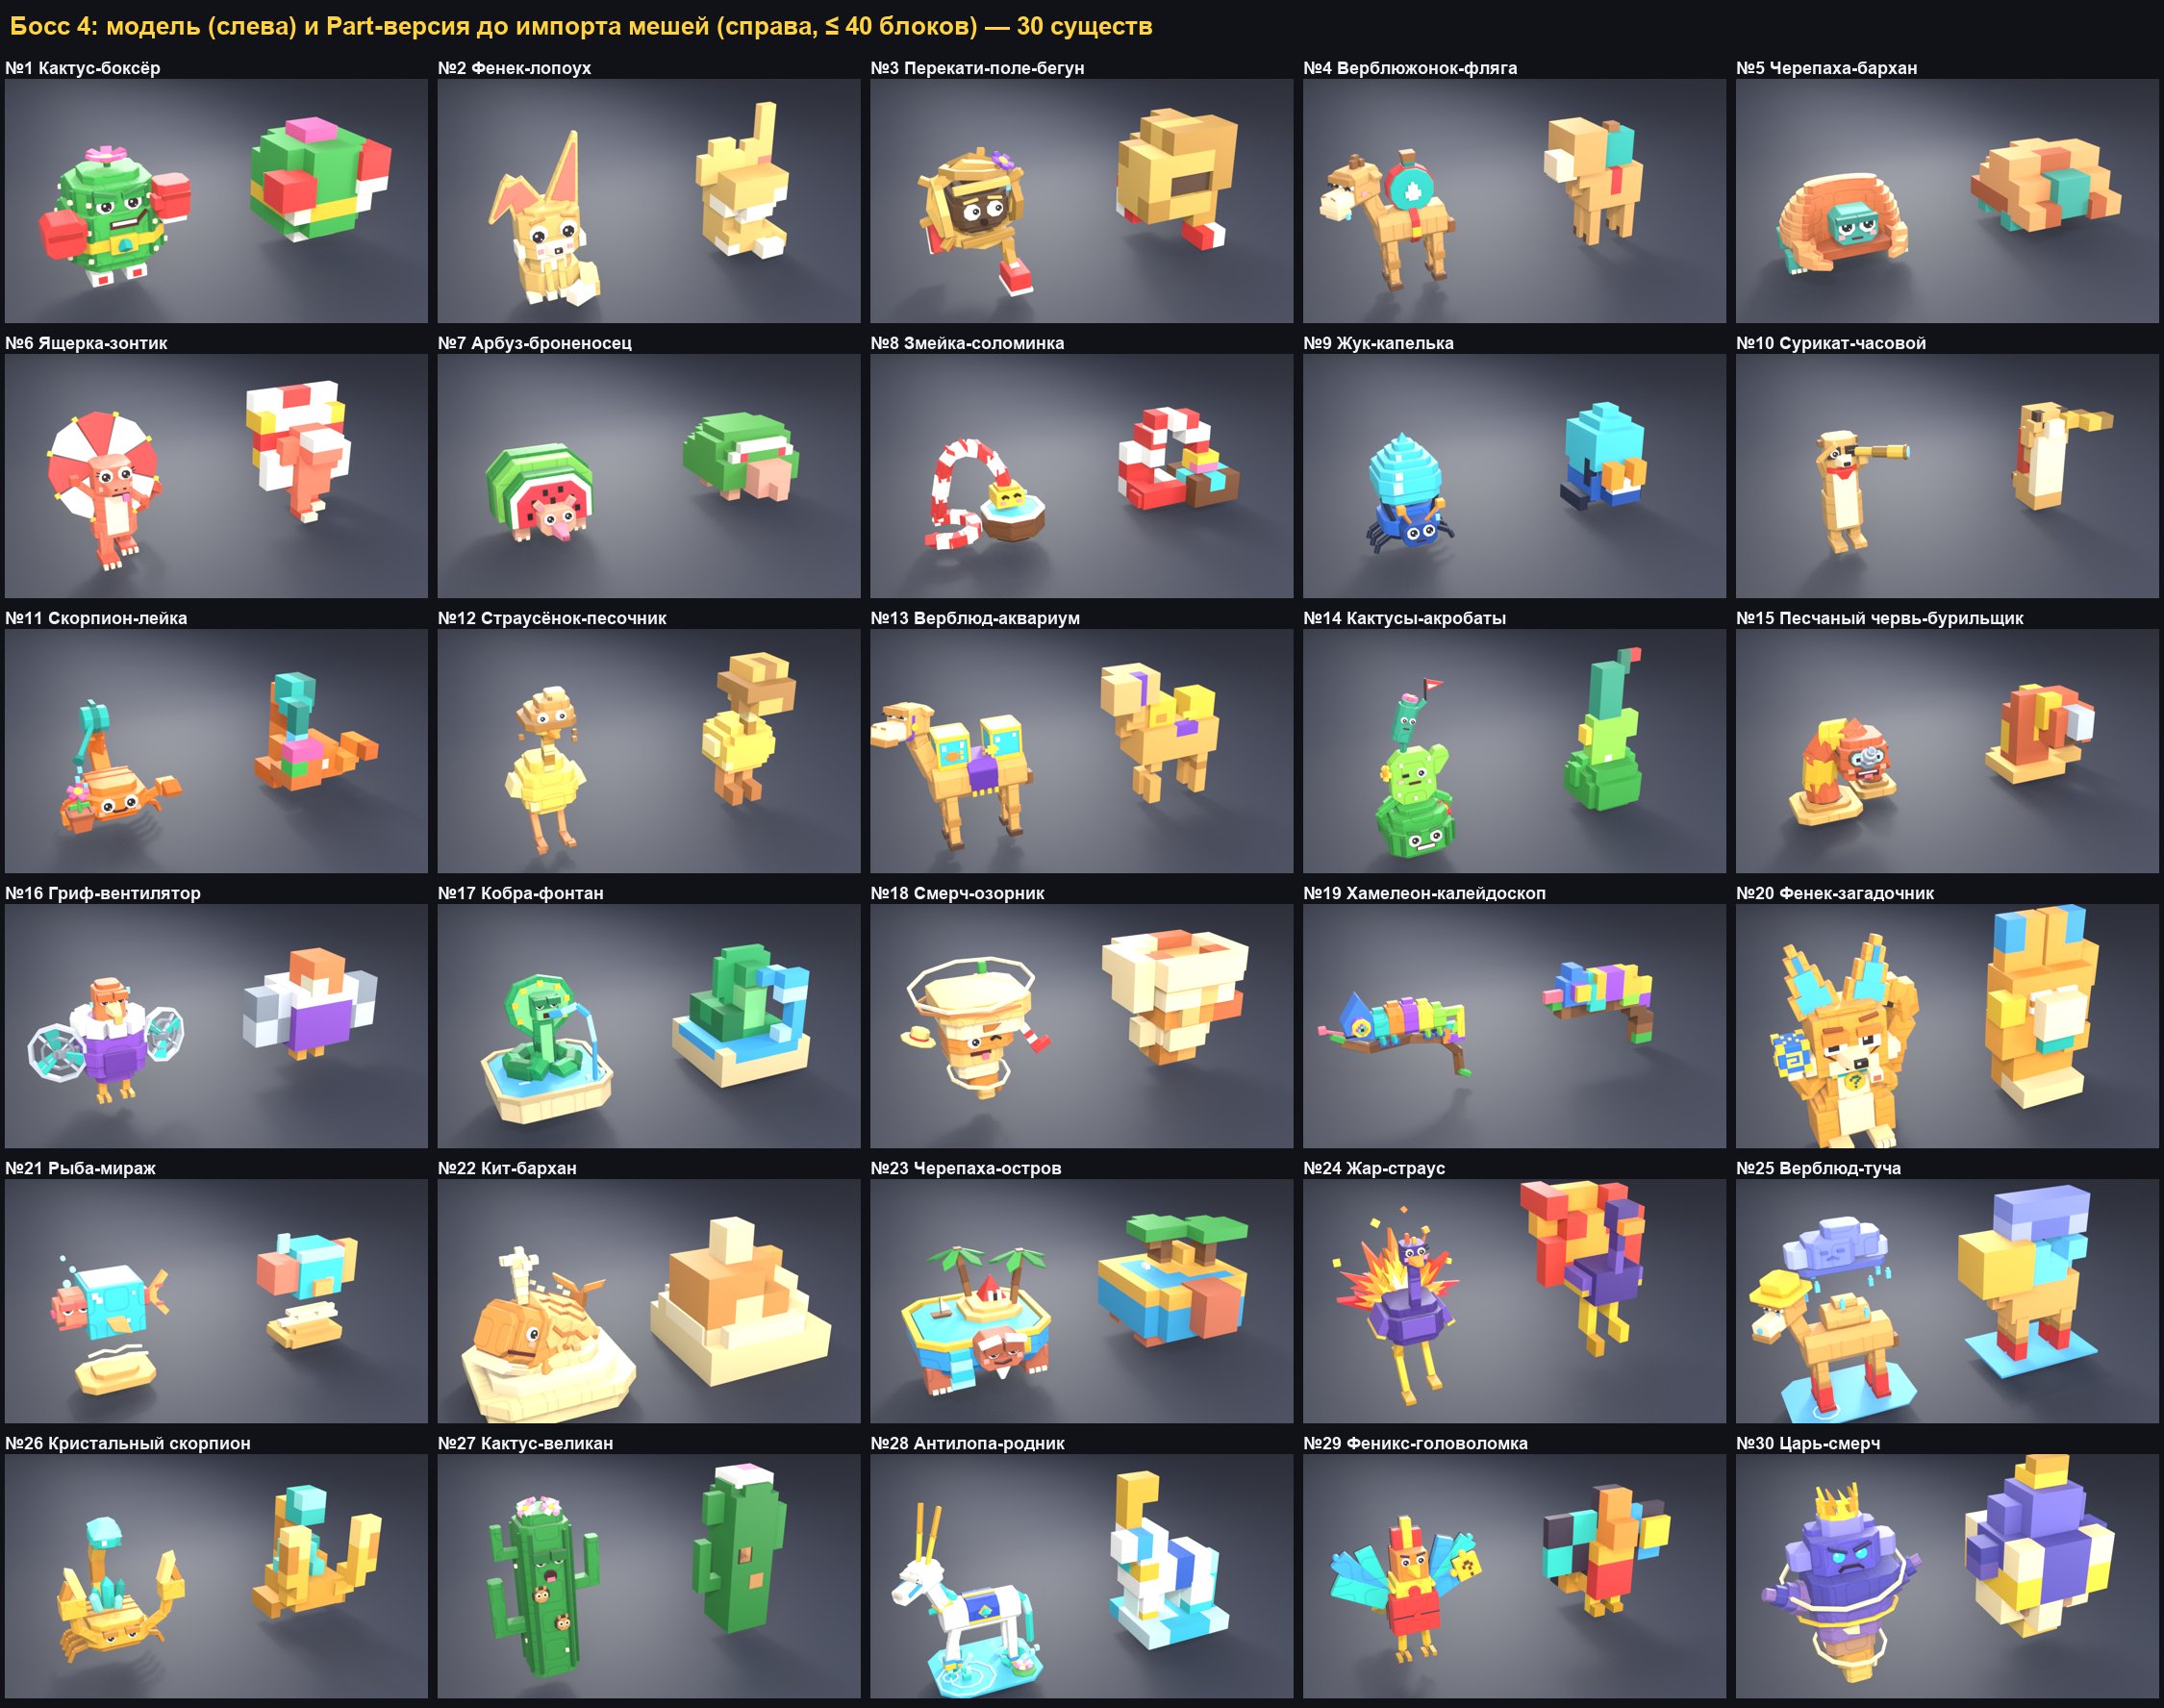 Босс 4: модель (слева) и Part-версия до импорта мешей (справа, ≤ 40 блоков) — 30 существ
№1 Кактус-боксёр
№2 Фенек-лопоух
№3 Перекати-поле-бегун
№4 Верблюжонок-фляга
№5 Черепаха-бархан
№6 Ящерка-зонтик
№7 Арбуз-броненосец
№8 Змейка-соломинка
№9 Жук-капелька
№10 Сурикат-часовой
№11 Скорпион-лейка
№12 Страусёнок-песочник
№13 Верблюд-аквариум
№14 Кактусы-акробаты
№15 Песчаный червь-бурильщик
№16 Гриф-вентилятор
№17 Кобра-фонтан
№18 Смерч-озорник
№19 Хамелеон-калейдоскоп
№20 Фенек-загадочник
?
№21 Рыба-мираж
№22 Кит-бархан
№23 Черепаха-остров
№24 Жар-страус
№25 Верблюд-туча
№26 Кристальный скорпион
№27 Кактус-великан
№28 Антилопа-родник
№29 Феникс-головоломка
№30 Царь-смерч